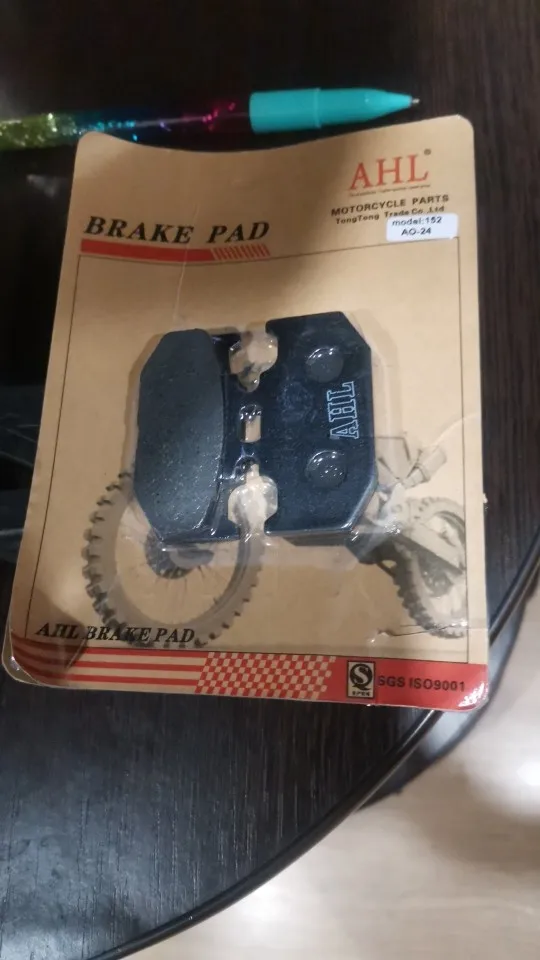 AHL®
MOTORCYCLE PARTS
TongTong Trade Co.,Ltd
model:152
AO-24
BRAKE PAD
AHL
AHL BRAKE PAD
SGS ISO9001